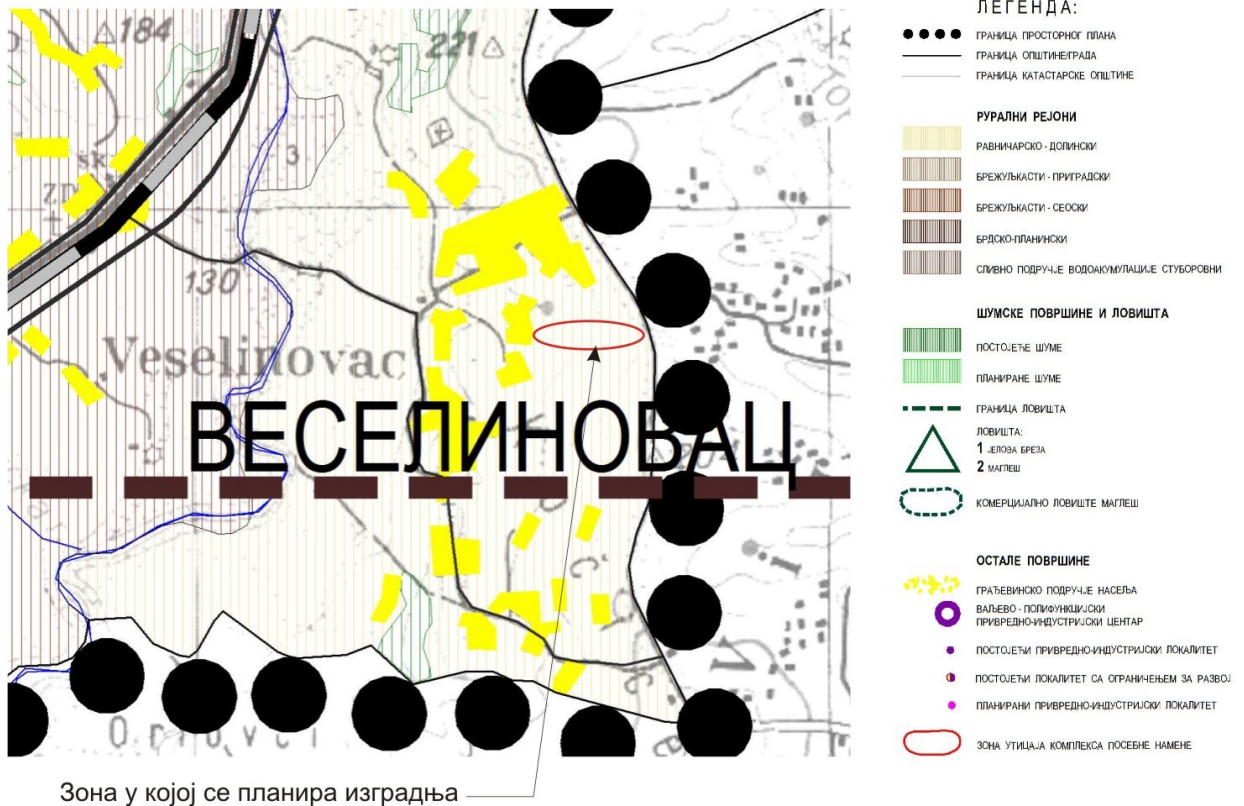 184
221
3
sk
ZD
130
Veselinovac
ВЕСЕЛИНОВАЦ
Зона у којој се планира изградња
ЛЕГЕНДА:
ГРАНИЦА ПРОСТОРНОГ ПЛАНА
ГРАНИЦА ОПШТИНЕ/ГРАДА
ГРАНИЦА КАТАСТАРСКЕ ОПШТИНЕ
РУРАЛНИ РЕЈОНИ
РАВНИЧАРСКО - ДОЛИНСКИ
БРЕЖУЉКАСТИ - ПРИГРАДСКИ
БРЕЖУЉКАСТИ - СЕОСКИ
БРДСКО-ПЛАНИНСКИ
СЛИВНО ПОДРУЧЈЕ ВОДОАКУМУЛАЦИЈЕ СТУБОРОВНИ
ШУМСКЕ ПОВРШИНЕ И ЛОВИШТА
ПОСТОЈЕЋЕ ШУМЕ
ПЛАНИРАНЕ ШУМЕ
ГРАНИЦА ЛОВИШТА
ЛОВИШТА:
1 ЈЕЛОВА БРЕЗА
2 МАГЛЕШ
КОМЕРЦИЈАЛНО ЛОВИШТЕ МАГЛЕШ
ОСТАЛЕ ПОВРШИНЕ
ГРАЂЕВИНСКО ПОДРУЧЈЕ НАСЕЉА
ВАЉЕВО - ПОЛИФУНКЦИЈСКИ
ПРИВРЕДНО-ИНДУСТРИЈСКИ ЦЕНТАР
ПОСТОЈЕЋИ ПРИВРЕДНО-ИНДУСТРИЈСКИ ЛОКАЛИТЕТ
ПОСТОЈЕЋИ ЛОКАЛИТЕТ СА ОГРАНИЧЕЊЕМ ЗА РАЗВОЈ
ПЛАНИРАНИ ПРИВРЕДНО-ИНДУСТРИЈСКИ ЛОКАЛИТЕТ
ЗОНА УТИЦАЈА КОМПЛЕКСА ПОСЕБНЕ НАМЕНЕ